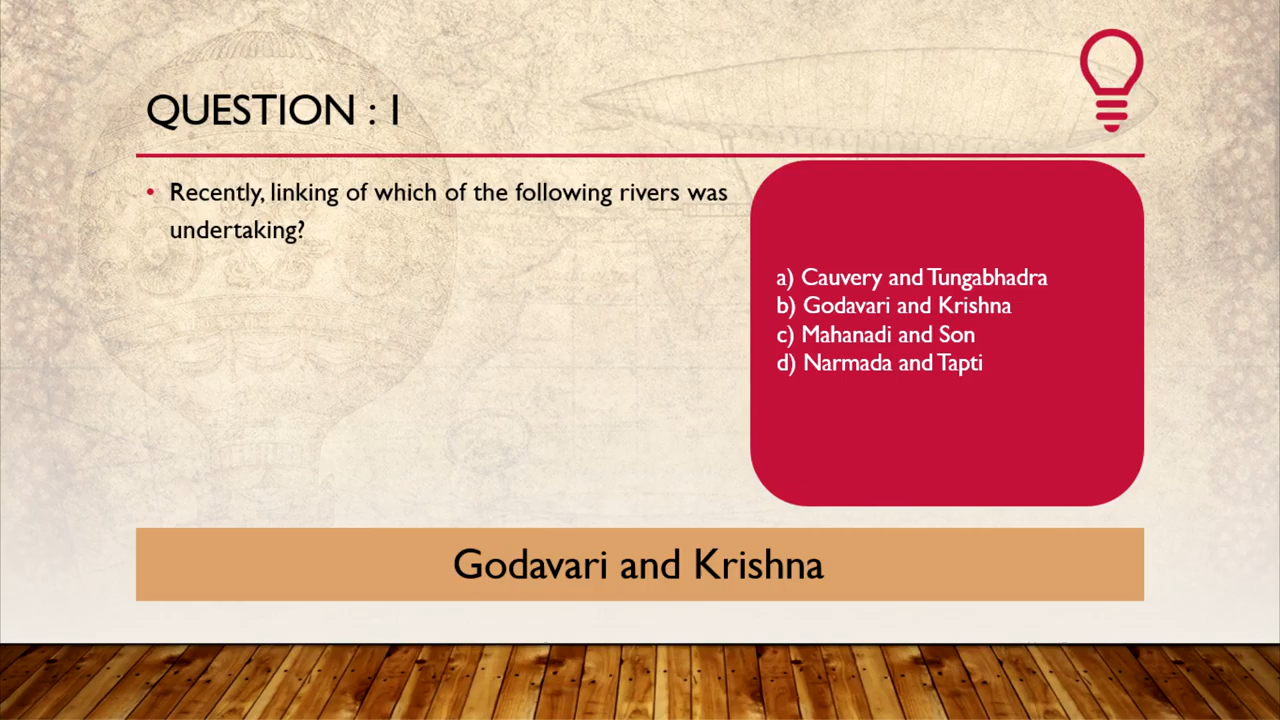 QUESTION : 1
• Recently, linking of which of the following rivers was
undertaking?
a) Cauvery and Tungabhadra
b) Godavari and Krishna
c) Mahanadi and Son
d) Narmada and Tapti
Godavari and Krishna